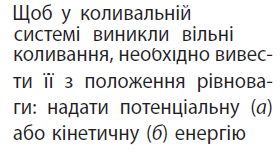 Щоб у коливальній
системі виникли вільні
коливання, необхідно вивес-
ти її з положення рівнова-
ги: надати потенціальну (а)
або кінетичну (б) енергію